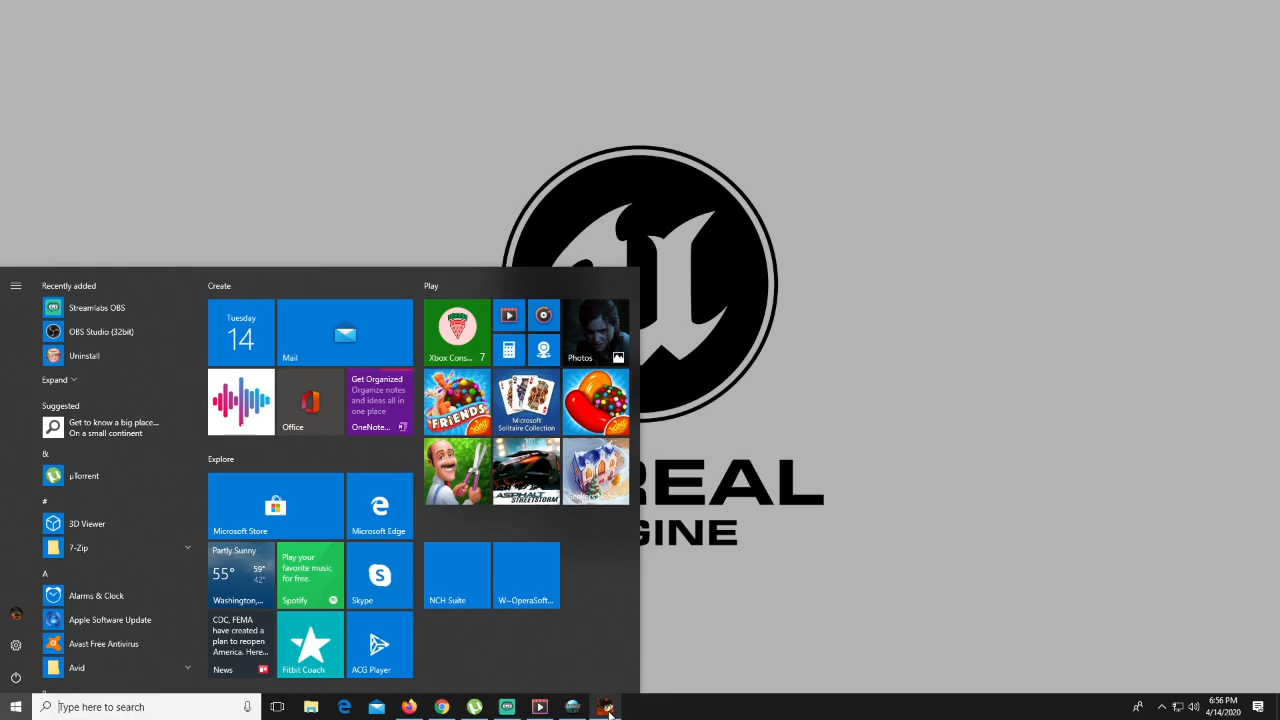 REAL
GINE
Recently added
Streamlabs OBS
OBS Studio (32bit)
Uninstall
Expand
Suggested
Get to know a big place...
On a small continent
&
µTorrent
#
3D Viewer
7-Zip
A
Alarms & Clock
Apple Software Update
Avast Free Antivirus
Avid
Create
Tuesday
14
Mail
Office
Get Organized
Organize notes
and ideas all in
one place
OneNote...
Explore
Microsoft Store
Microsoft Edge
Partly Sunny
55°
59°
42°
Washington,...
Play your
favorite music
for free.
Spotify
Skype
CDC, FEMA
have created a
plan to reopen
America. Here...
News
Fitbit Coach
ACG Player
Play
Xbox Cons...
7
Photos
FRIENDS
King
Microsoft
Solitaire Collection
King
ASPHALT
STREETSTORM
NCH Suite
W~OperaSoft...
Type here to search
6:56 PM
4/14/2020